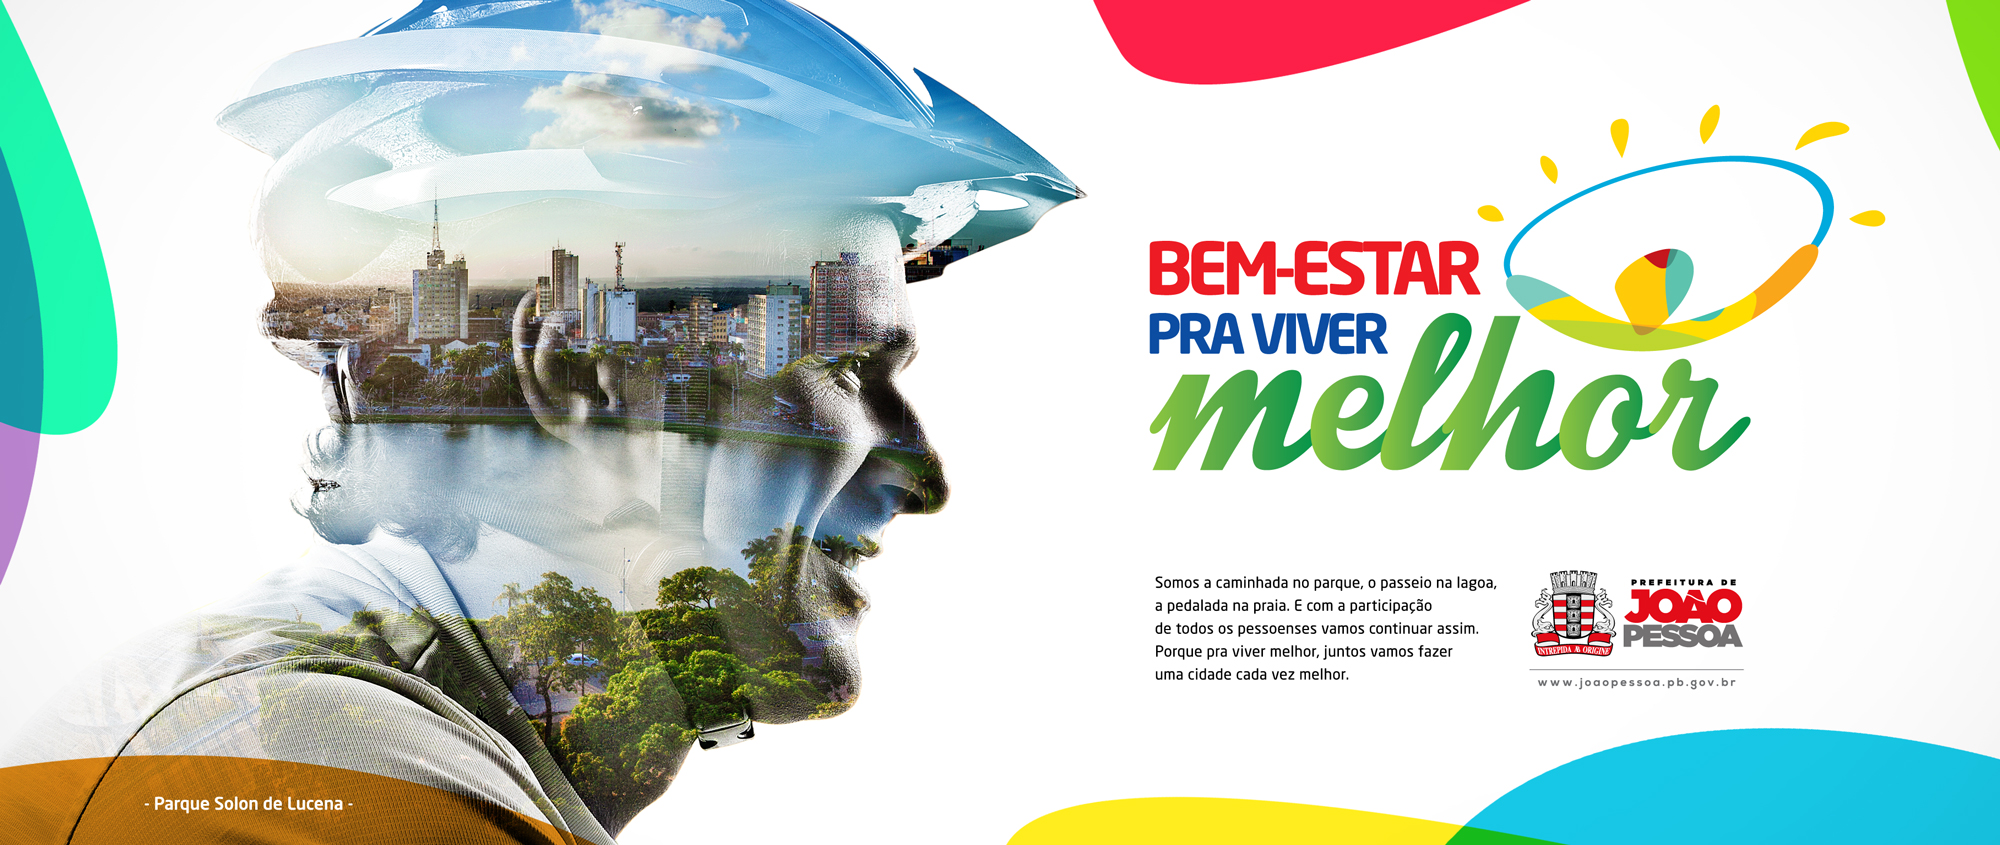 BEM-ESTAR
PRA VIVER
melhor
Somos a caminhada no parque, o passeio na lagoa,
a pedalada na praia. E com a participação
de todos os pessoenses vamos continuar assim.
Porque pra viver melhor, juntos vamos fazer
uma cidade cada vez melhor.
INTREPIDA AB ORIGINE
PREFEITURA DE
JOÃO
PESSOA
www.joaopessoa.pb.gov.br
- Parque Solon de Lucena -